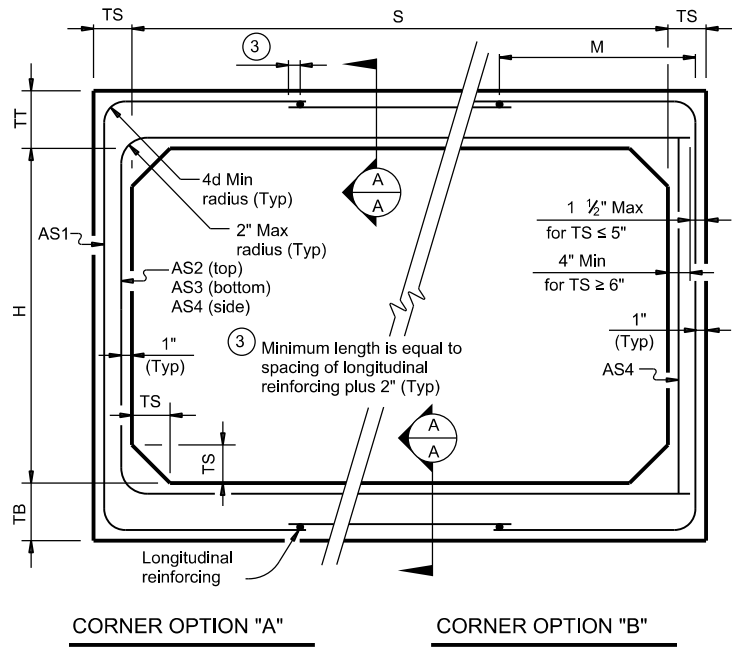 TS
S
TS
3
M
TT
4d Min
radius (Typ)
A
A
2" Max
radius (Typ)
1 ½" Max
for TS ≤ 5"
AS1
AS2 (top)
AS3 (bottom)
AS4 (side)
4" Min
for TS ≥ 6"
H
3
Minimum length is equal to
spacing of longitudinal
reinforcing plus 2" (Typ)
1"
(Typ)
1"
(Typ)
AS4
TS
A
A
TS
TB
Longitudinal
reinforcing
CORNER OPTION "A"
CORNER OPTION "B"